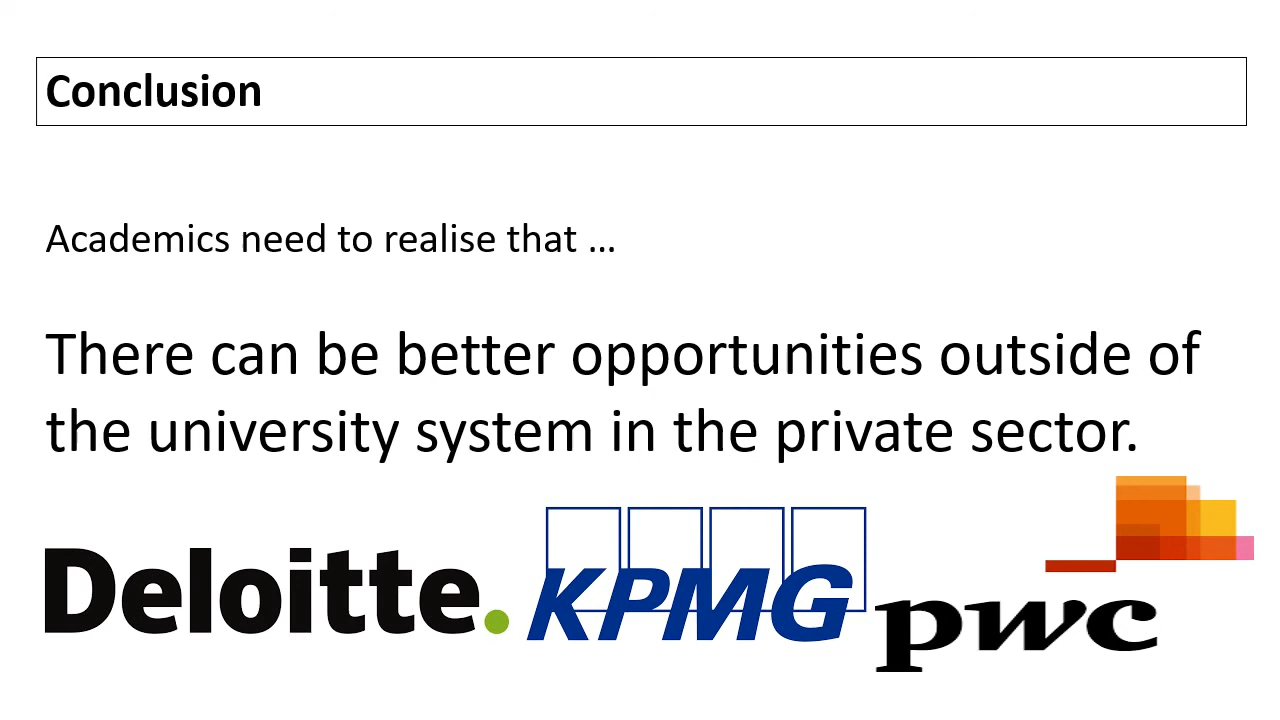 Conclusion
Academics need to realise that ...
There can be better opportunities outside of
the university system in the private sector.
Deloitte. KPMG pwc